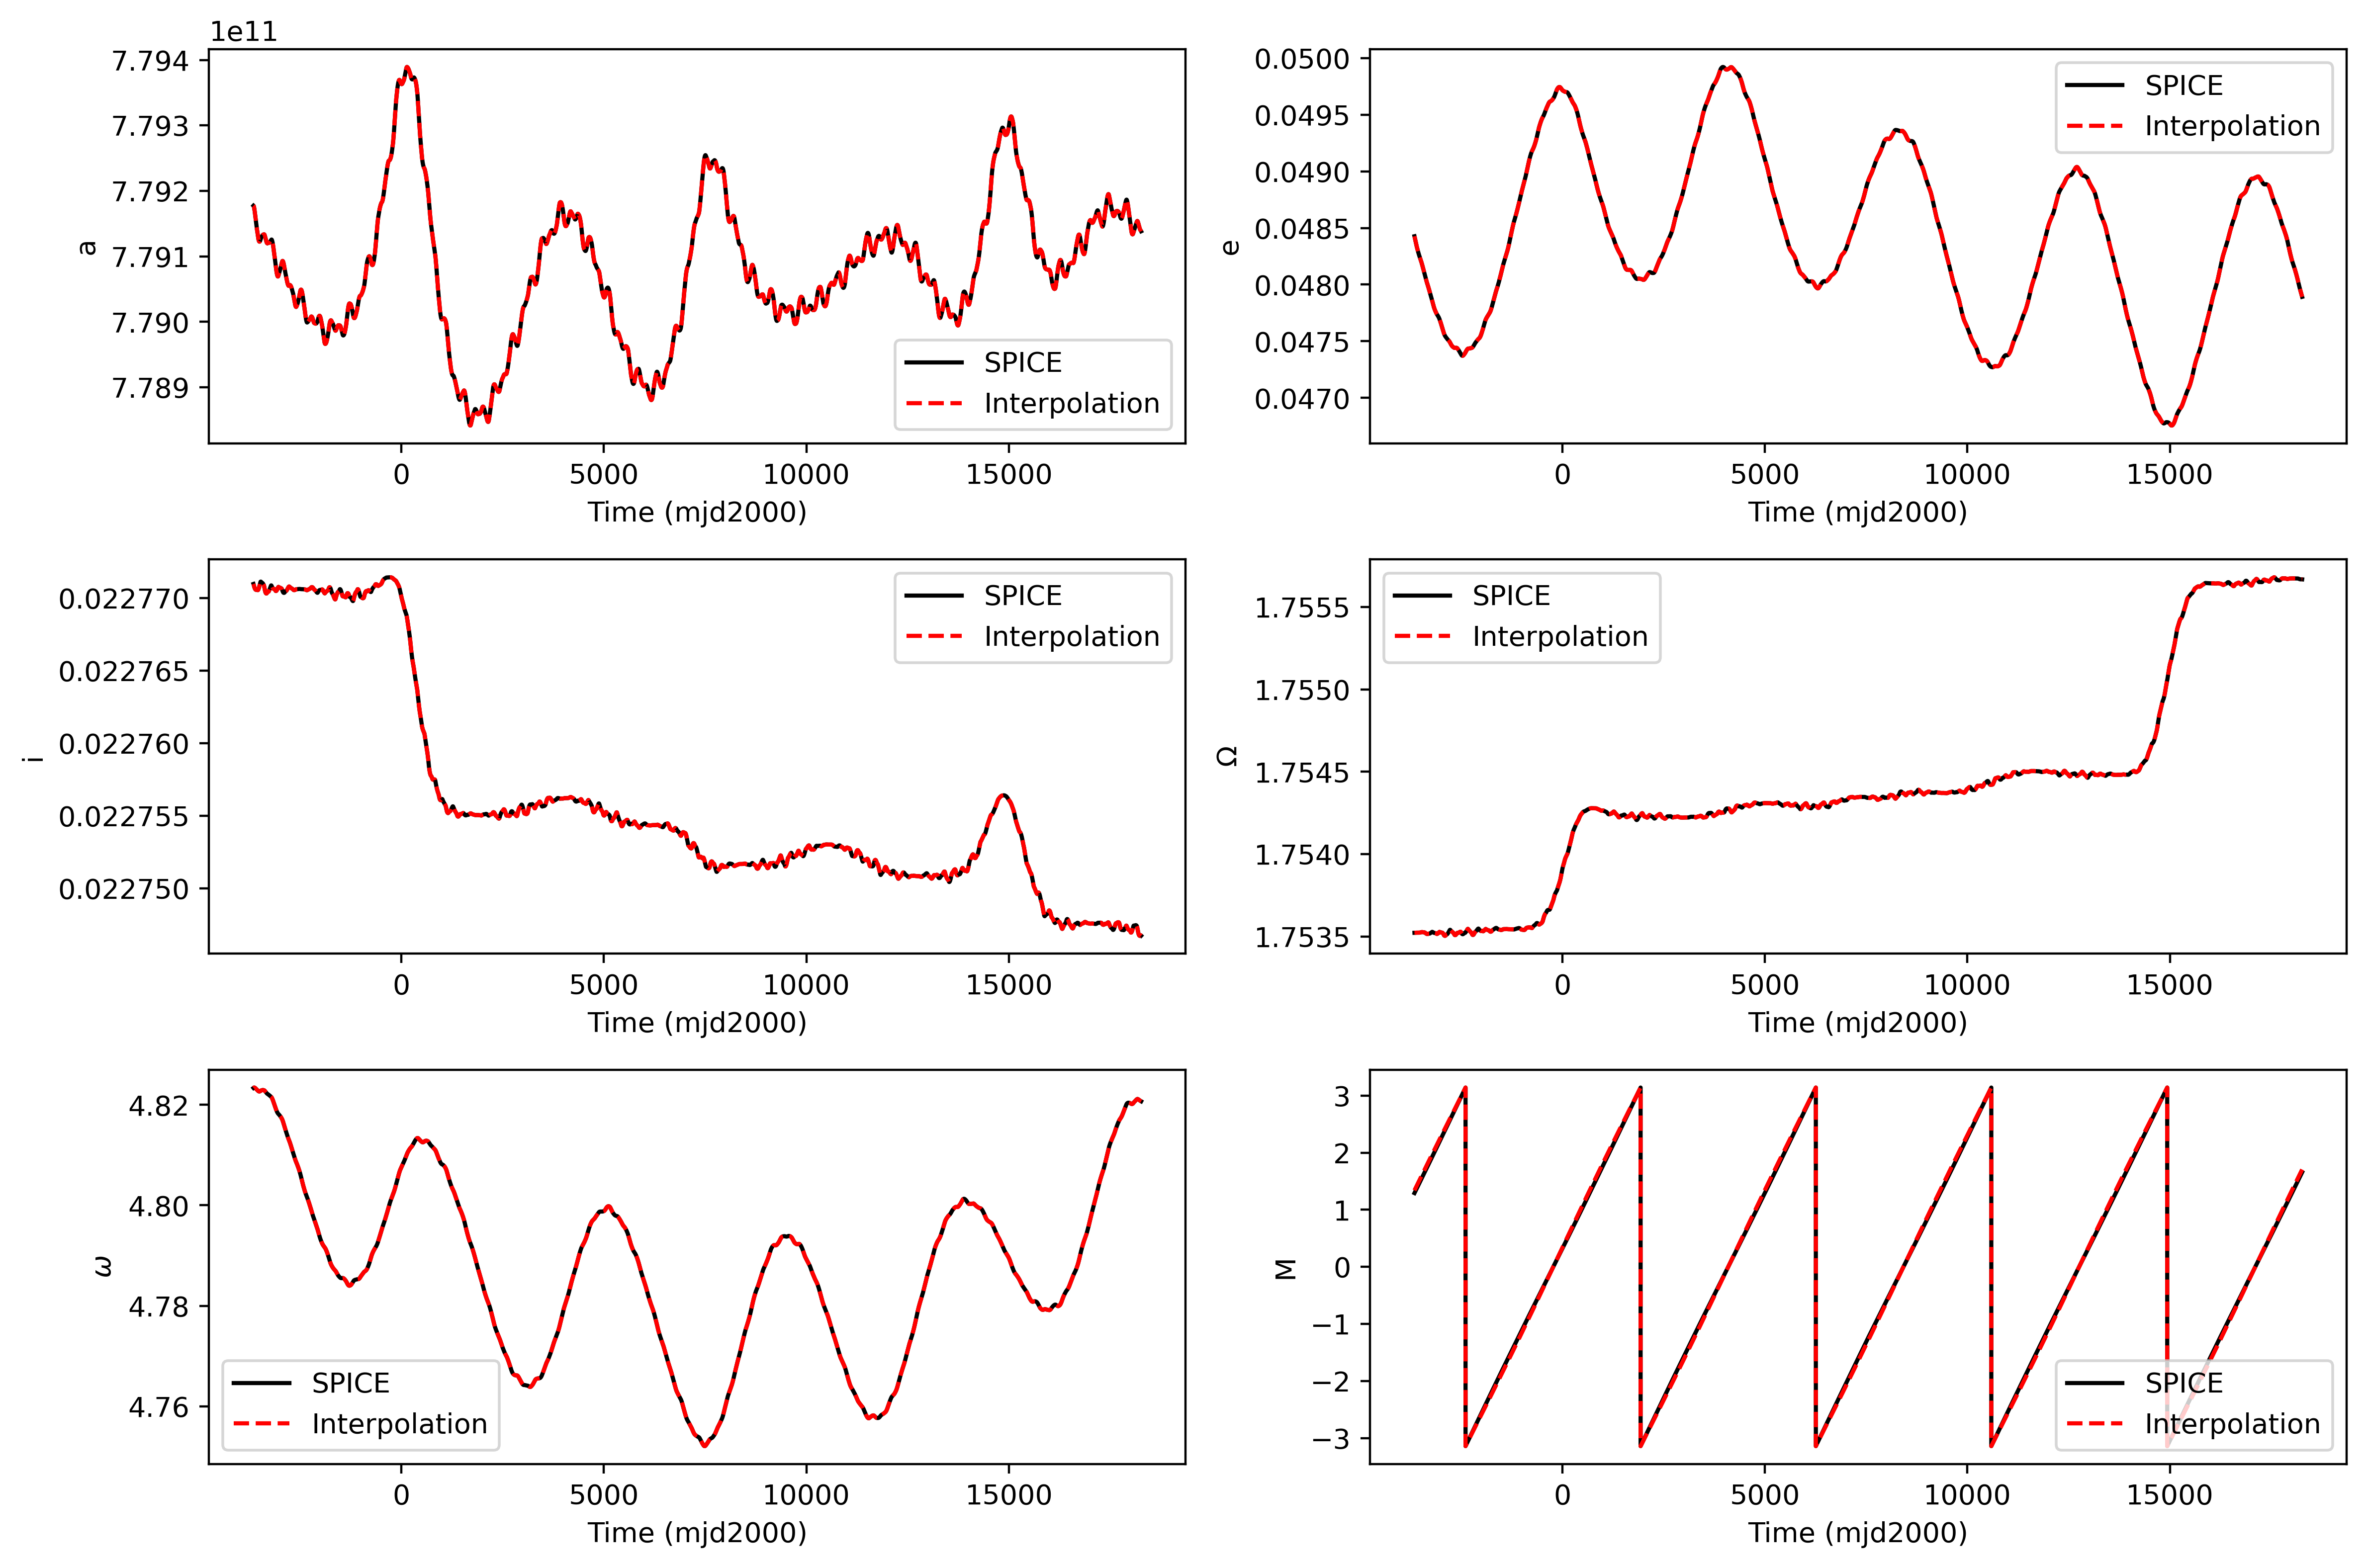 1e11
7.794
7.793
7.792
7.791
7.790
7.789
a
SPICE
Interpolation
0 5000 10000 15000
Time (mjd2000)
0.0500
0.0495
0.0490
0.0485
0.0480
0.0475
0.0470
e
SPICE
Interpolation
0 5000 10000 15000
Time (mjd2000)
0.022770
0.022765
0.022760
0.022755
0.022750
i
SPICE
Interpolation
0 5000 10000 15000
Time (mjd2000)
1.7555
1.7550
1.7545
1.7540
1.7535
Ω
SPICE
Interpolation
0 5000 10000 15000
Time (mjd2000)
4.82
4.80
4.78
4.76
ω
SPICE
Interpolation
0 5000 10000 15000
Time (mjd2000)
3
2
1
0
−1
−2
−3
M
SPICE
Interpolation
0 5000 10000 15000
Time (mjd2000)